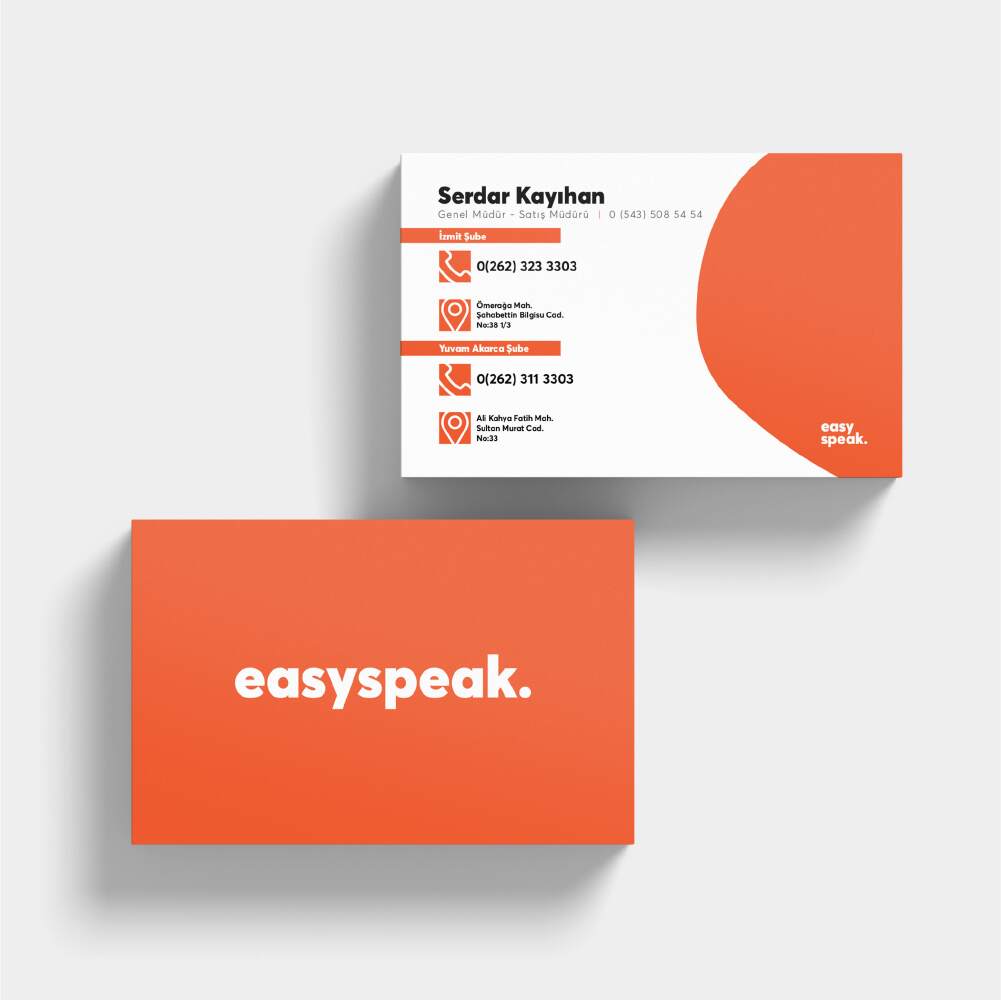 Serdar Kayıhan
Genel Müdür - Satış Müdürü | 0 (543) 508 54 54
İzmit Şube
0(262) 323 3303
Ömerağa Mah.
Şahabettin Bilgisu Cad.
No:38 1/3
Yuvam Akarca Şube
0(262) 311 3303
Ali Kahya Fatih Mah.
Sultan Murat Cad.
No:33
easy
speak.
easyspeak.